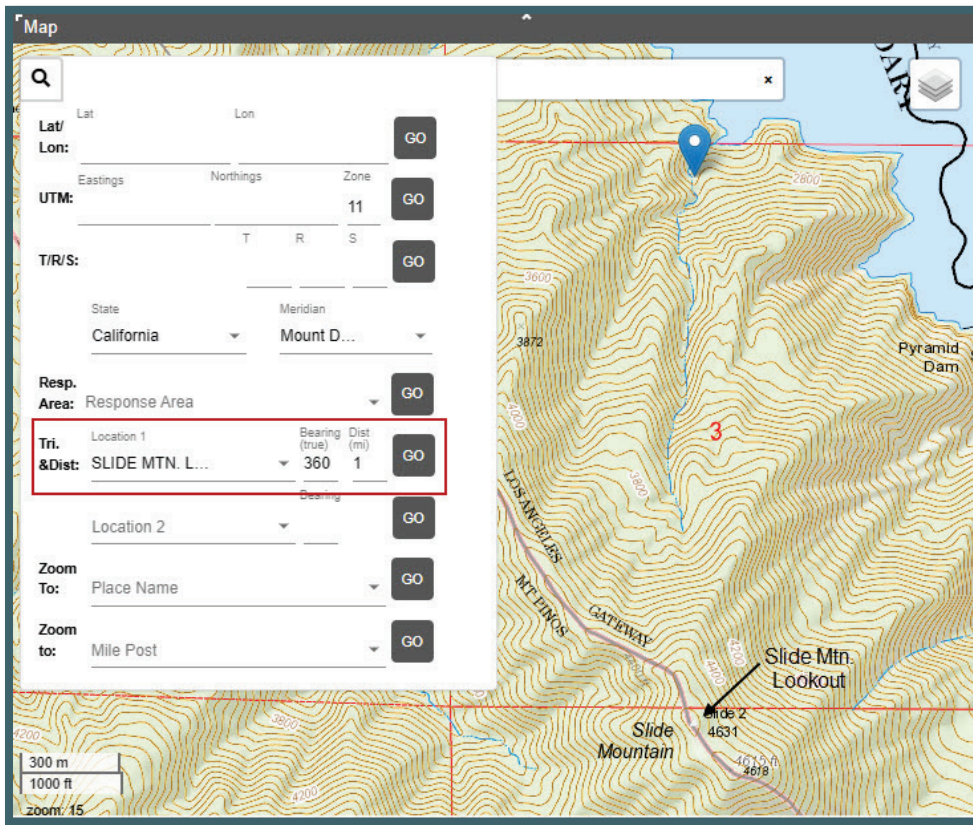 Map
Lat/
Lon:
Lat
Lon
GO
UTM:
Eastings
Northings
Zone
11
GO
T/R/S:
T
R
S
GO
State
California
Meridian
Mount D...
Resp.
Area:
Response Area
GO
Tri.
&Dist:
Location 1
SLIDE MTN. L...
Bearing
(true)
360
Dist
(mi)
1
GO
Location 2
Bearing
GO
Zoom
To:
Place Name
GO
Zoom
to:
Mile Post
GO
300 m
1000 ft
zoom: 15
DARY
2800
3600
3872
4000
Pyramid
Dam
3
3800
LOS ANGELES
MT PINOS
GATEWAY
4200
4400
Slide Mtn.
Lookout
Slide 2
4631
Slide
Mountain
4615 ft
4618
3800
4200
4200